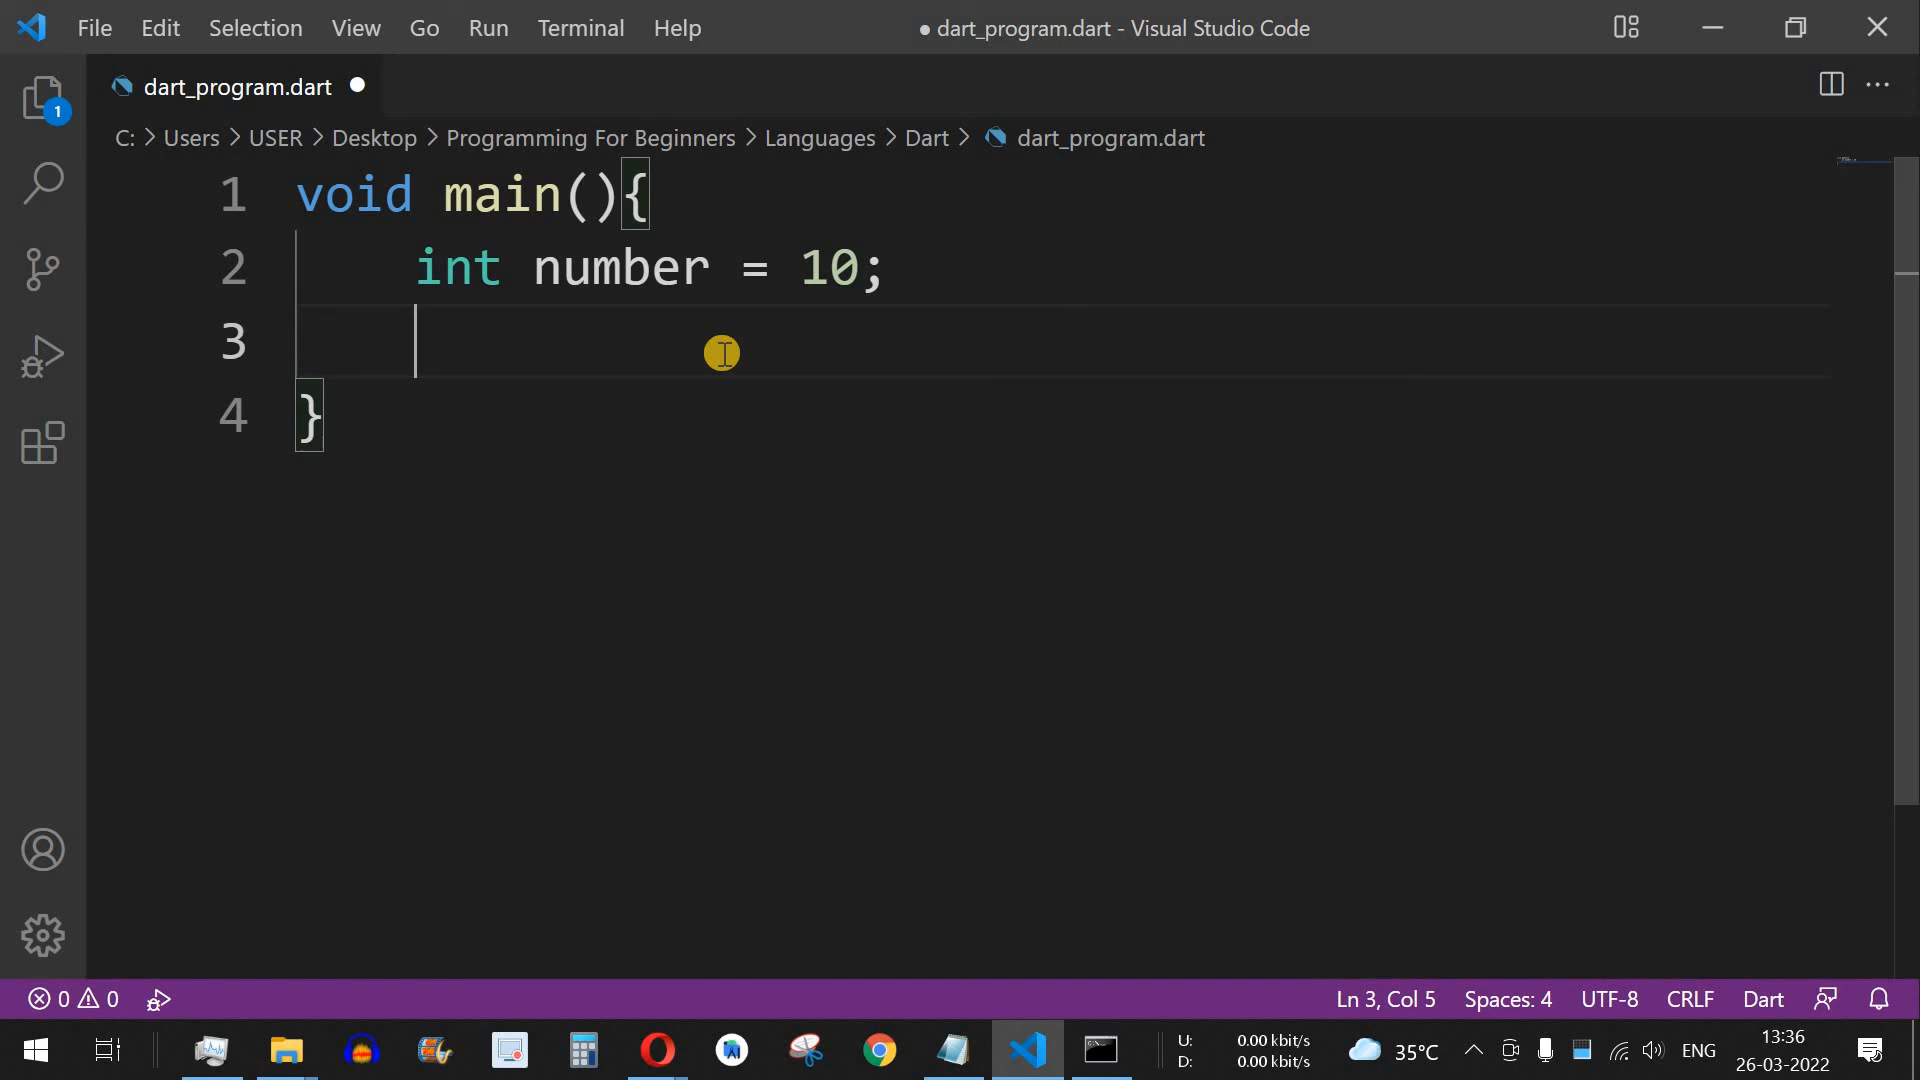 File Edit Selection View Go Run Terminal Help ● dart_program.dart - Visual Studio Code
dart_program.dart ●
1
C: > Users > USER > Desktop > Programming For Beginners > Languages > Dart > dart_program.dart
1 void main(){
2 int number = 10;
3
4 }
0 0 Ln 3, Col 5 Spaces: 4 UTF-8 CRLF Dart
U: 0.00 kbit/s
D: 0.00 kbit/s
35°C ENG
13:36
26-03-2022